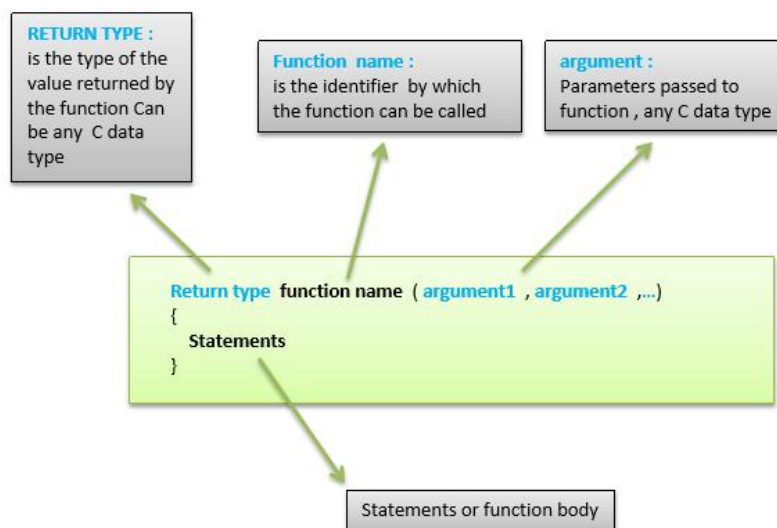 RETURN TYPE :
is the type of the
value returned by
the function Can
be any C data
type
Function name :
is the identifier by which
the function can be called
argument :
Parameters passed to
function , any C data type
Return type function name ( argument1 , argument2 ,...)
{
Statements
}
Statements or function body